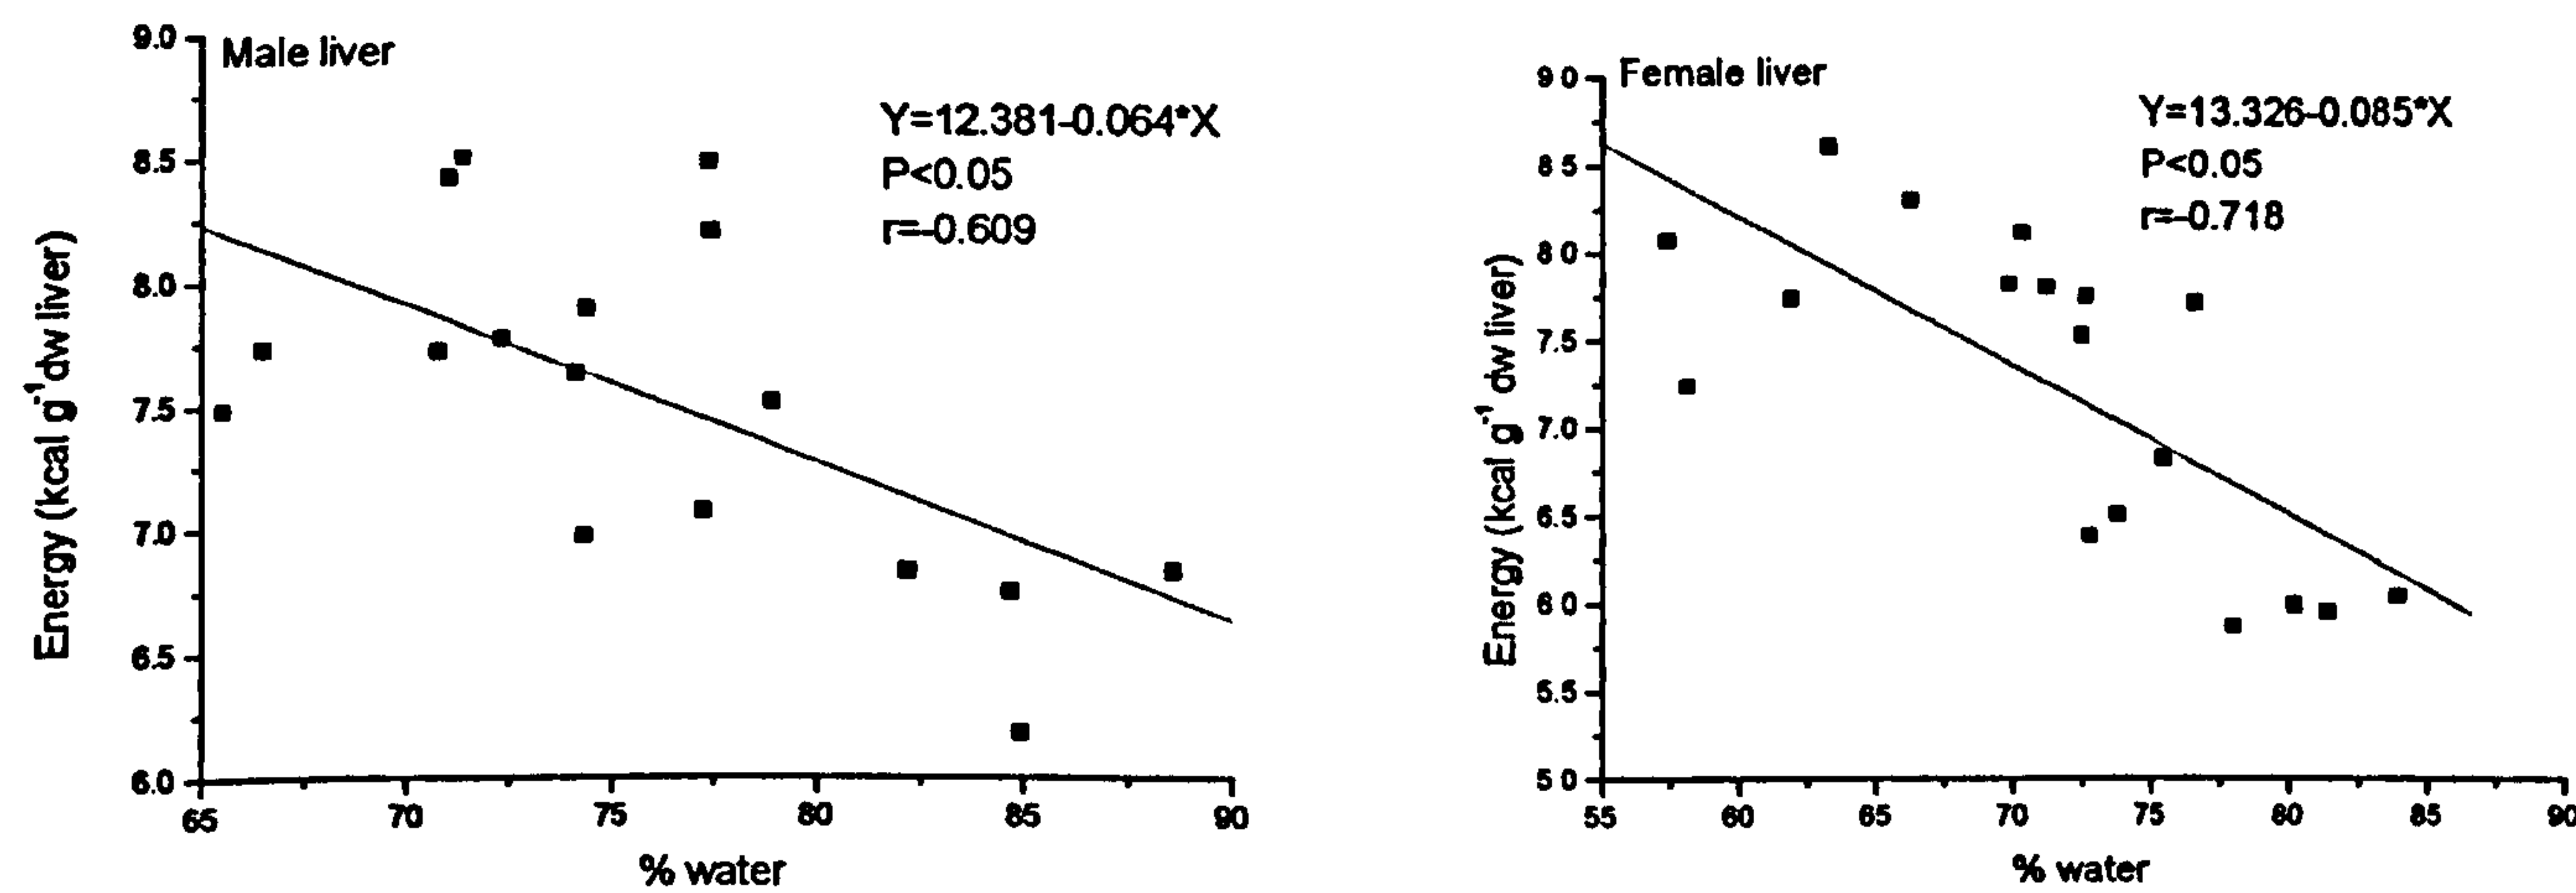 Male liver
Y=12.381-0.064*X
P<0.05
r=-0.609
Energy (kcal g-1 dw liver)
9.0
8.5
8.0
7.5
7.0
6.5
6.0
65 70 75 80 85 90
% water
Female liver
Y=13.326-0.085*X
P<0.05
r=-0.718
Energy (kcal g-1 dw liver)
9 0
8 5
8 0
7.5
7.0
6.5
6 0
5.5
5 0
55 60 65 70 75 80 85 90
% water